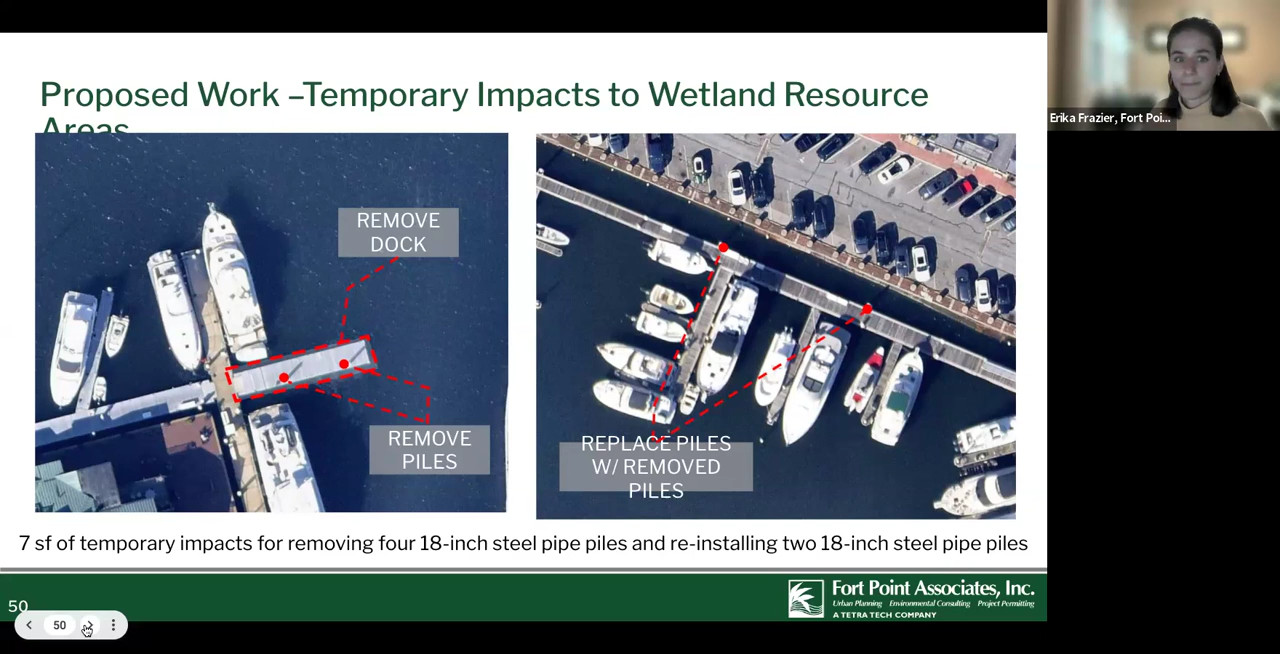 Proposed Work –Temporary Impacts to Wetland Resource
Areas
REMOVE
DOCK
REMOVE
PILES
REPLACE PILES
W/ REMOVED
PILES
7 sf of temporary impacts for removing four 18-inch steel pipe piles and re-installing two 18-inch steel pipe piles
50
Fort Point Associates, Inc.
Urban Planning Environmental Consulting Project Permitting
A TETRA TECH COMPANY
50
Erika Frazier, Fort Poi...